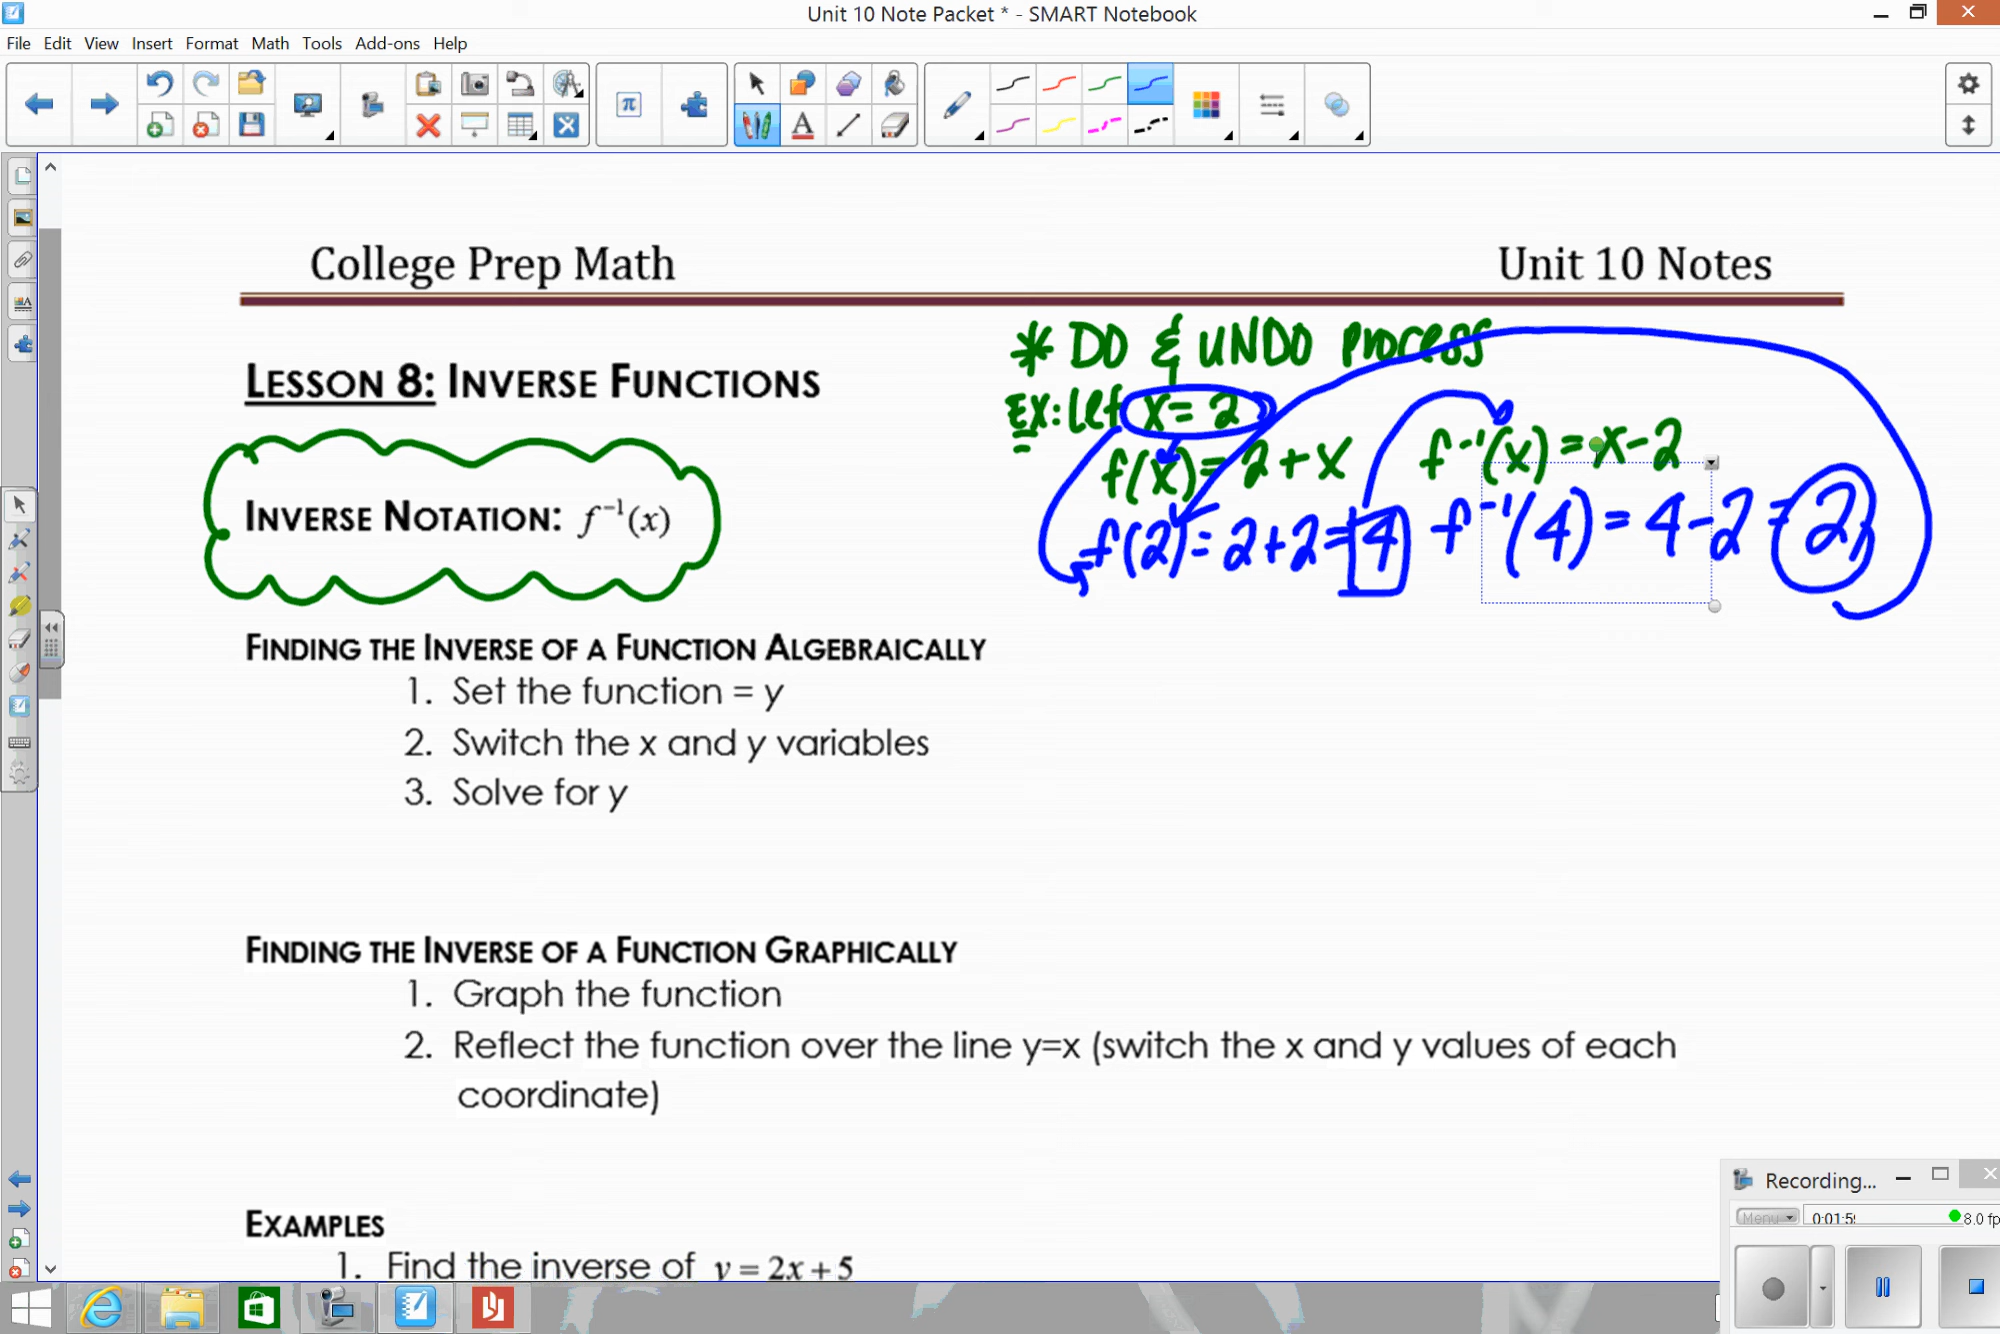 Unit 10 Note Packet * - SMART Notebook
File Edit View Insert Format Math Tools Add-ons Help
College Prep Math Unit 10 Notes
* DO & UNDO process
LESSON 8: INVERSE FUNCTIONS
EX: Let x = 2
f(x) = 2 + x f⁻¹(x) = x - 2
INVERSE NOTATION: f⁻¹(x)
f(2) = 2 + 2 = 4 f⁻¹(4) = 4 - 2 = 2
FINDING THE INVERSE OF A FUNCTION ALGEBRAICALLY
1. Set the function = y
2. Switch the x and y variables
3. Solve for y
FINDING THE INVERSE OF A FUNCTION GRAPHICALLY
1. Graph the function
2. Reflect the function over the line y=x (switch the x and y values of each
coordinate)
EXAMPLES
1. Find the inverse of y = 2x + 5
Recording...
Menu 0:01:5 8.0 fp